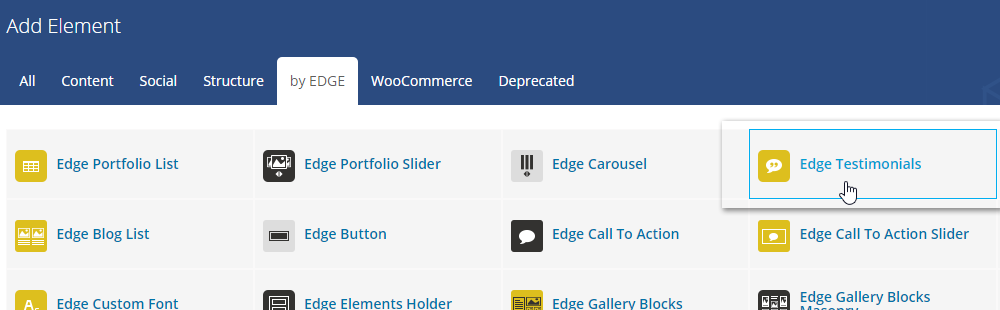 Add Element
All Content Social Structure by EDGE WooCommerce Deprecated
Edge Portfolio List Edge Portfolio Slider Edge Carousel Edge Testimonials
Edge Blog List Edge Button Edge Call To Action Edge Call To Action Slider
Edge Custom Font Edge Elements Holder Edge Gallery Blocks Edge Gallery Blocks
Masonry